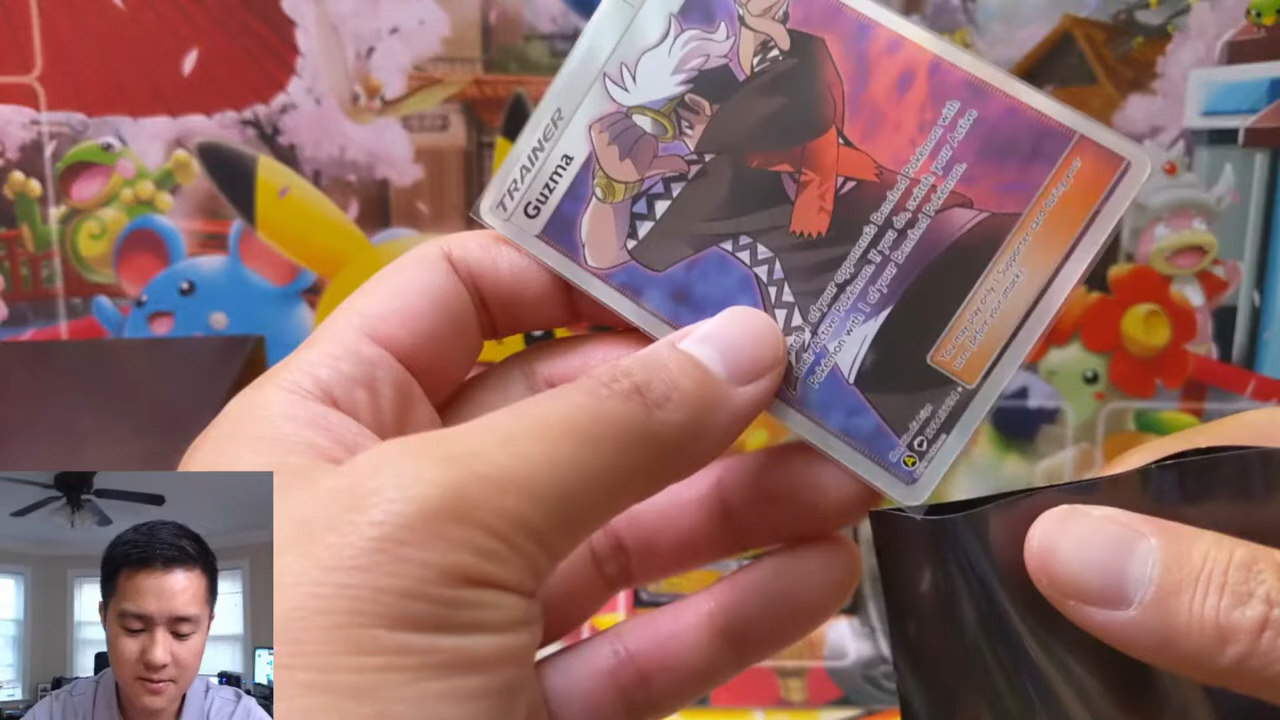 TRAINER
Guzma
1 of your opponent's Benched Pokémon with
their Active Pokémon. If you do, switch your Active
Pokémon with 1 of your Benched Pokémon.
You may play only 1 Supporter card during your
turn (before your attack).
A